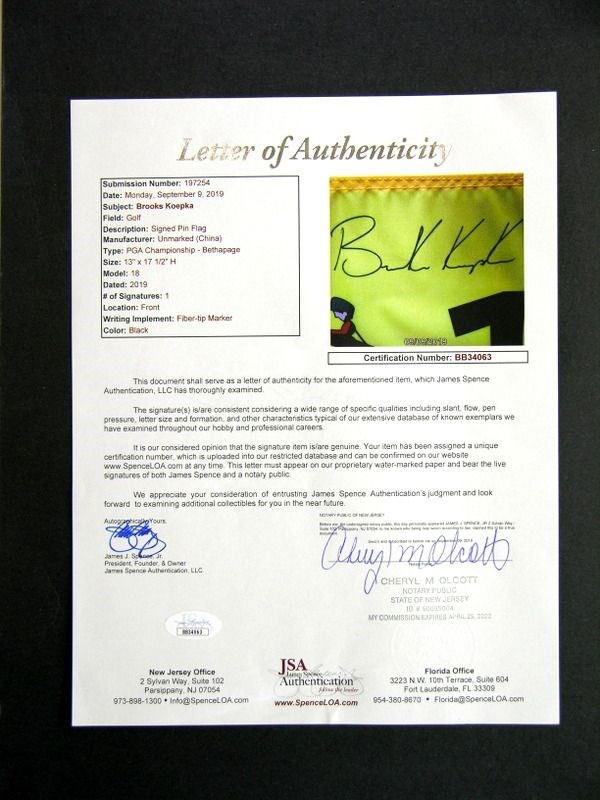 Letter of Authenticity
Submission Number: 197254
Date: Monday, September 9, 2019
Subject: Brooks Koepka
Field: Golf
Description: Signed Pin Flag
Manufacturer: Unmarked (China)
Type: PGA Championship - Bethapage
Size: 13" x 17 1/2" H
Model: 18
Dated: 2019
# of Signatures: 1
Location: Front
Writing Implement: Fiber-tip Marker
Color: Black
09/09/2019
Certification Number: BB34063
This document shall serve as a letter of authenticity for the aforementioned item, which James Spence
Authentication, LLC has thoroughly examined.
The signature(s) is/are consistent considering a wide range of specific qualities including slant, flow, pen
pressure, letter size and formation, and other characteristics typical of our extensive database of known exemplars we
have examined throughout our hobby and professional careers.
It is our considered opinion that the signature item is/are genuine. Your item has been assigned a unique
certification number, which is uploaded into our restricted database and can be confirmed on our website
www.SpenceLOA.com at any time. This letter must appear on our proprietary water-marked paper and bear the live
signatures of both James Spence and a notary public.
We appreciate your consideration of entrusting James Spence Authentication's judgment and look
forward to examining additional collectibles for you in the near future.
Autographically Yours,
James J. Spence, Jr.
President, Founder, & Owner
James Spence Authentication, LLC
BB34063
NOTARY PUBLIC OF NEW JERSEY
Cheryl M Olcott
CHERYL M OLCOTT
NOTARY PUBLIC
STATE OF NEW JERSEY
MY COMMISSION EXPIRES APRIL 25, 2022
New Jersey Office
2 Sylvan Way, Suite 102
Parsippany, NJ 07054
973-898-1300 • Info@SpenceLOA.com
JSA
James Spence
Authentication
follow the leader
www.SpenceLOA.com
Florida Office
3223 N.W. 10th Terrace, Suite 604
Fort Lauderdale, FL 33309
954-380-8670 • Florida@SpenceLOA.com